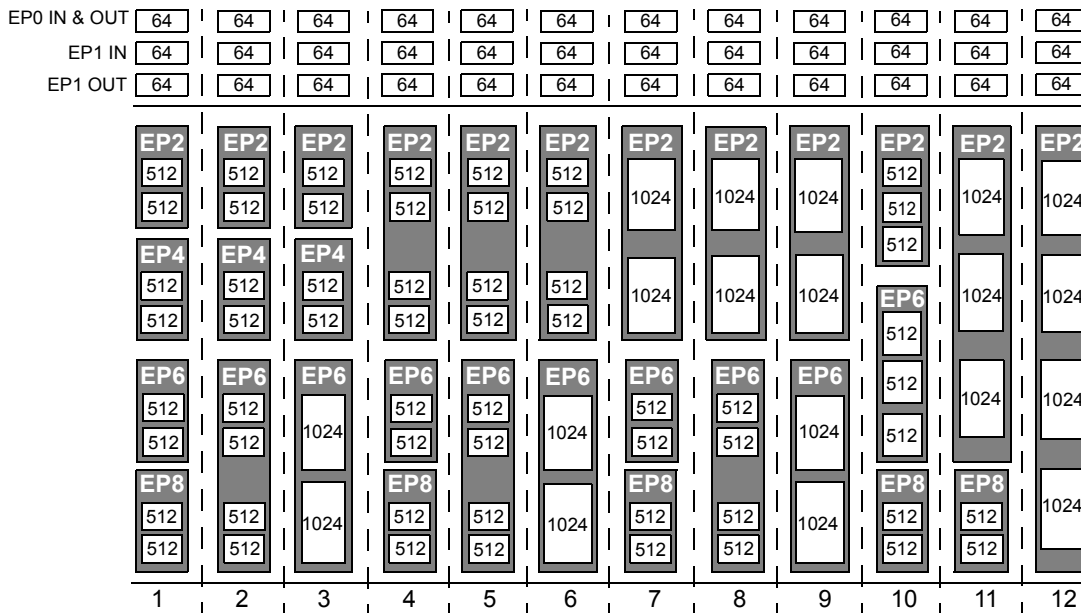 EP0 IN & OUT 64 64 64 64 64 64 64 64 64 64 64 64
EP1 IN 64 64 64 64 64 64 64 64 64 64 64 64
EP1 OUT 64 64 64 64 64 64 64 64 64 64 64 64
EP2 EP2 EP2 EP2 EP2 EP2 EP2 EP2 EP2 EP2 EP2 EP2
512 512 512 512 512 512 512
1024 1024 1024 1024 1024
512 512 512 512 512 512 512
512
EP4 EP4 EP4
512 512 512 512 512 512
1024 1024 1024 1024 1024
EP6
512 512 512 512 512 512 512
EP6 EP6 EP6 EP6 EP6 EP6 EP6 EP6 EP6
512
1024 1024
512 512 512 512 512 512
1024 1024 1024
512 512 512 512 512 512 512
EP8 EP8 EP8 EP8 EP8
1024
512 512 512 512 512 512 512 512
1024 1024 1024
512 512 512 512 512 512 512 512
1 2 3 4 5 6 7 8 9 10 11 12